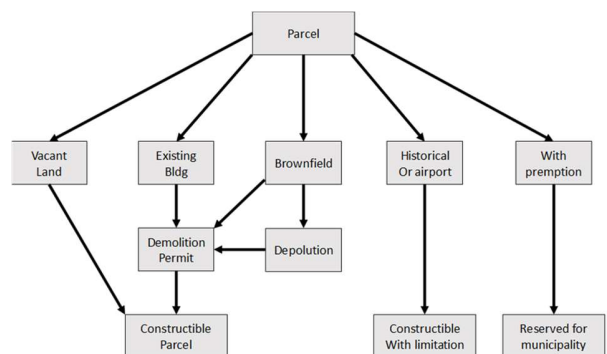 Parcel
Vacant
Land
Existing
Bldg
Brownfield
Historical
Or airport
With
premption
Demolition
Permit
Depolution
Constructible
Parcel
Constructible
With limitation
Reserved for
municipality